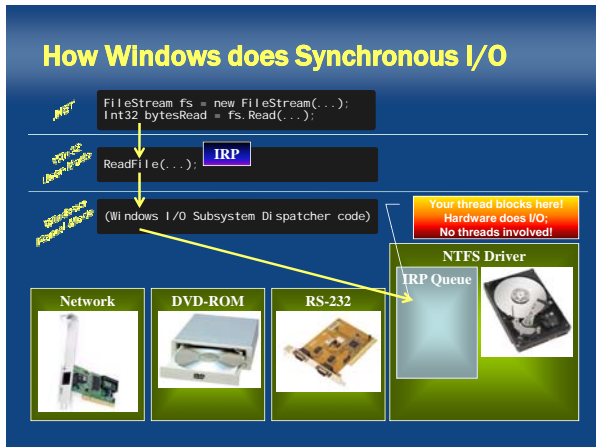 How Windows does Synchronous I/O
.NET
FileStream fs = new FileStream(...);
Int32 bytesRead = fs.Read(...);
Win32
User-Mode
ReadFile(...);
IRP
Windows
Kernel Mode
(Windows I/O Subsystem Dispatcher code)
Your thread blocks here!
Hardware does I/O;
No threads involved!
NTFS Driver
IRP Queue
Network
DVD-ROM
RS-232